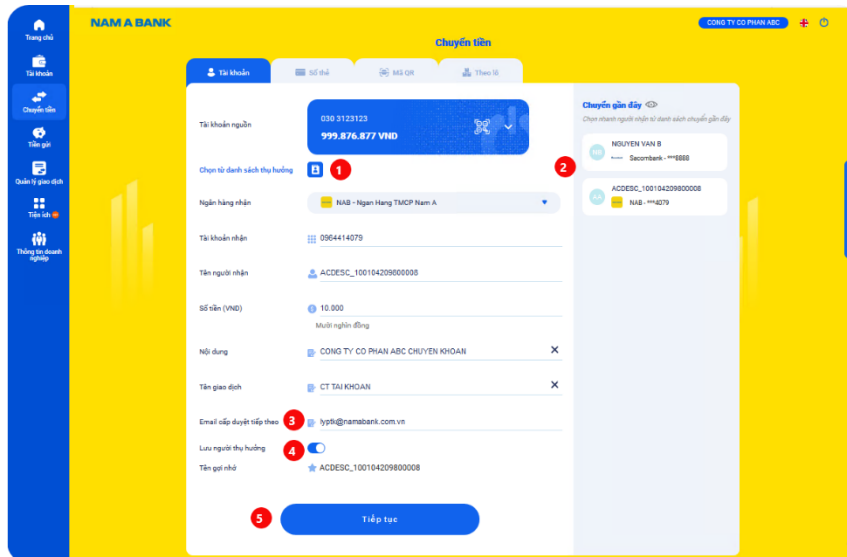 NAM A BANK
CONG TY CO PHAN ABC
Trang chủ
Tài khoản
Chuyển tiền
Tiền gửi
Quản lý giao dịch
Tiện ích
Thông tin doanh
nghiệp
Chuyển tiền
Tài khoản
Số thẻ
Mã QR
Theo lô
Tài khoản nguồn
030 3123123
999.876.877 VND
Chọn từ danh sách thụ hưởng
1
Ngân hàng nhận
NAB - Ngan Hang TMCP Nam A
Tài khoản nhận
0964414079
Tên người nhận
ACDESC_100104209800008
Số tiền (VND)
10.000
Mười nghìn đồng
Nội dung
CONG TY CO PHAN ABC CHUYEN KHOAN
Tên giao dịch
CT TAI KHOAN
Email cấp duyệt tiếp theo
3
lyptk@namabank.com.vn
Lưu người thụ hưởng
4
Tên gợi nhớ
ACDESC_100104209800008
5
Tiếp tục
Chuyển gần đây
Chọn nhanh người nhận từ danh sách chuyển gần đây
2
NB
NGUYEN VAN B
Sacombank - ***8888
AA
ACDESC_100104209800008
NAB - ***4079